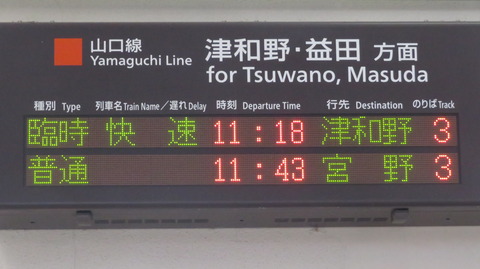 山口線 津和野・益田 方面
Yamaguchi Line for Tsuwano, Masuda
種別 Type 列車名 Train Name/遅れ Delay 時刻 Departure Time 行先 Destination のりば Track
臨時 快速 11:18 津和野 3
普通 11:43 宮野 3